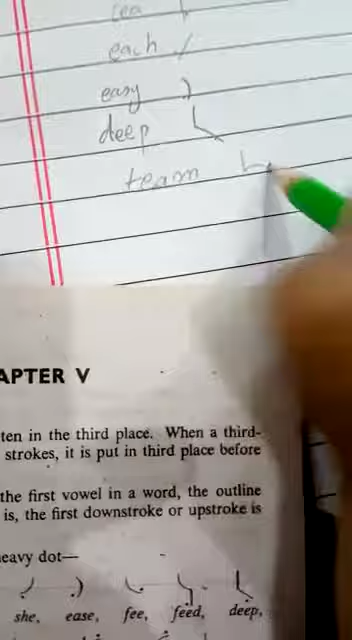 tea
each
easy
deep
team
APTER V
ten in the third place. When a third-
strokes, it is put in third place before
the first vowel in a word, the outline
is, the first downstroke or upstroke is
eavy dot—
she, ease, fee, feed, deep,